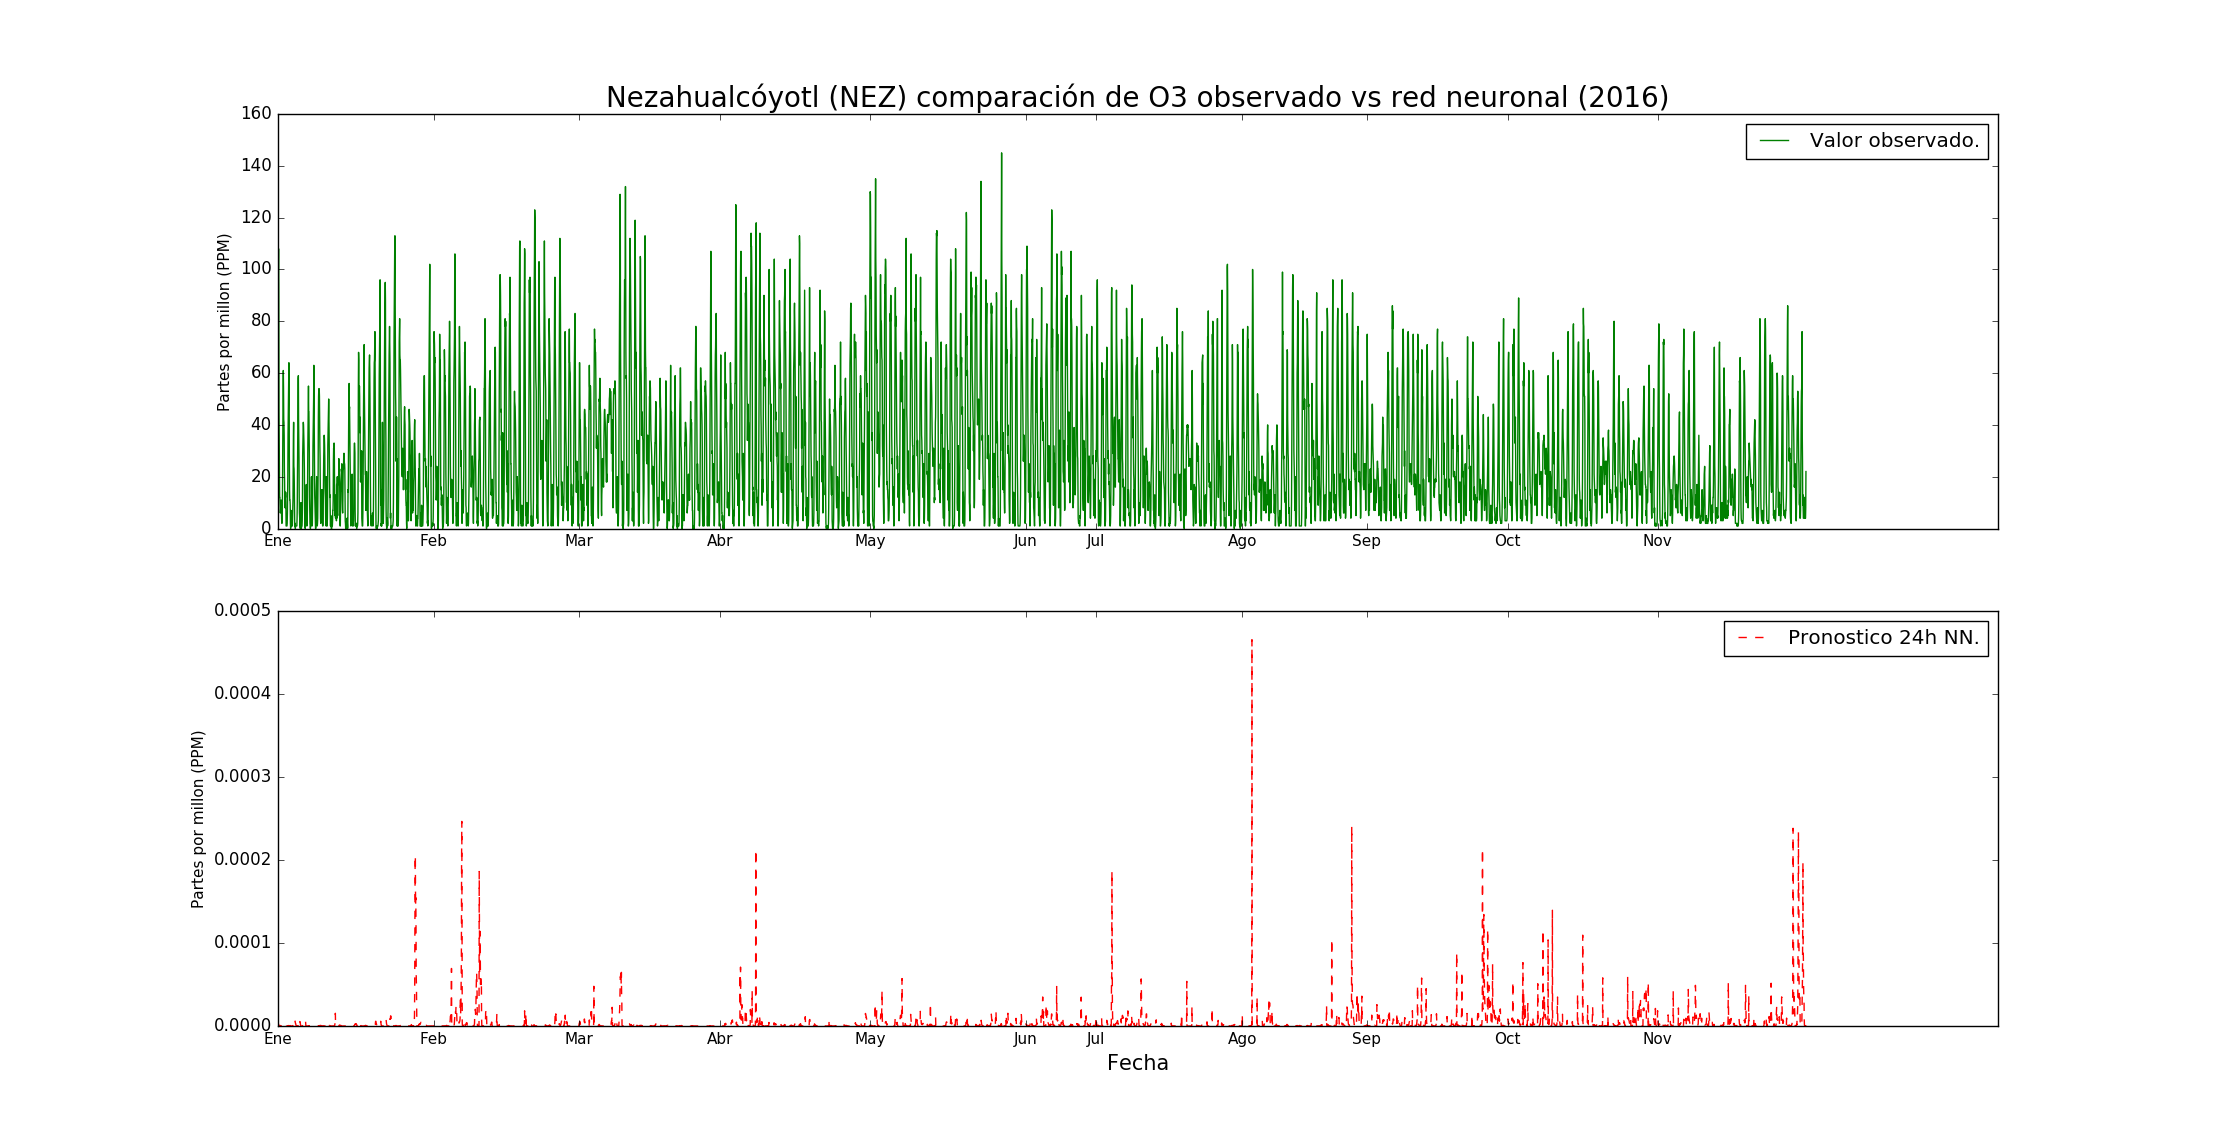 Nezahualcóyotl (NEZ) comparación de O3 observado vs red neuronal (2016)
160
140
120
100
80
60
40
20
0
Partes por millon (PPM)
Valor observado.
Ene Feb Mar Abr May Jun Jul Ago Sep Oct Nov
0.0005
0.0004
0.0003
0.0002
0.0001
0.0000
Partes por millon (PPM)
Pronostico 24h NN.
Ene Feb Mar Abr May Jun Jul Ago Sep Oct Nov
Fecha